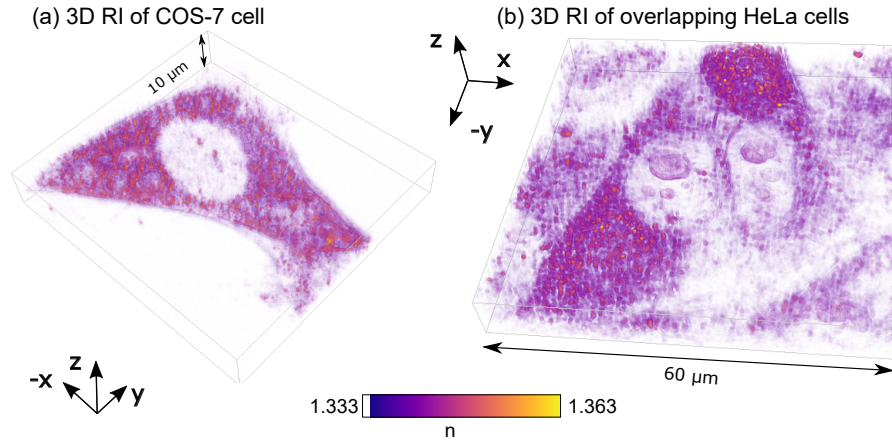 (a) 3D RI of COS-7 cell
(b) 3D RI of overlapping HeLa cells
10 μm
z
x
-y
z
-x
y
60 μm
1.333
1.363
n